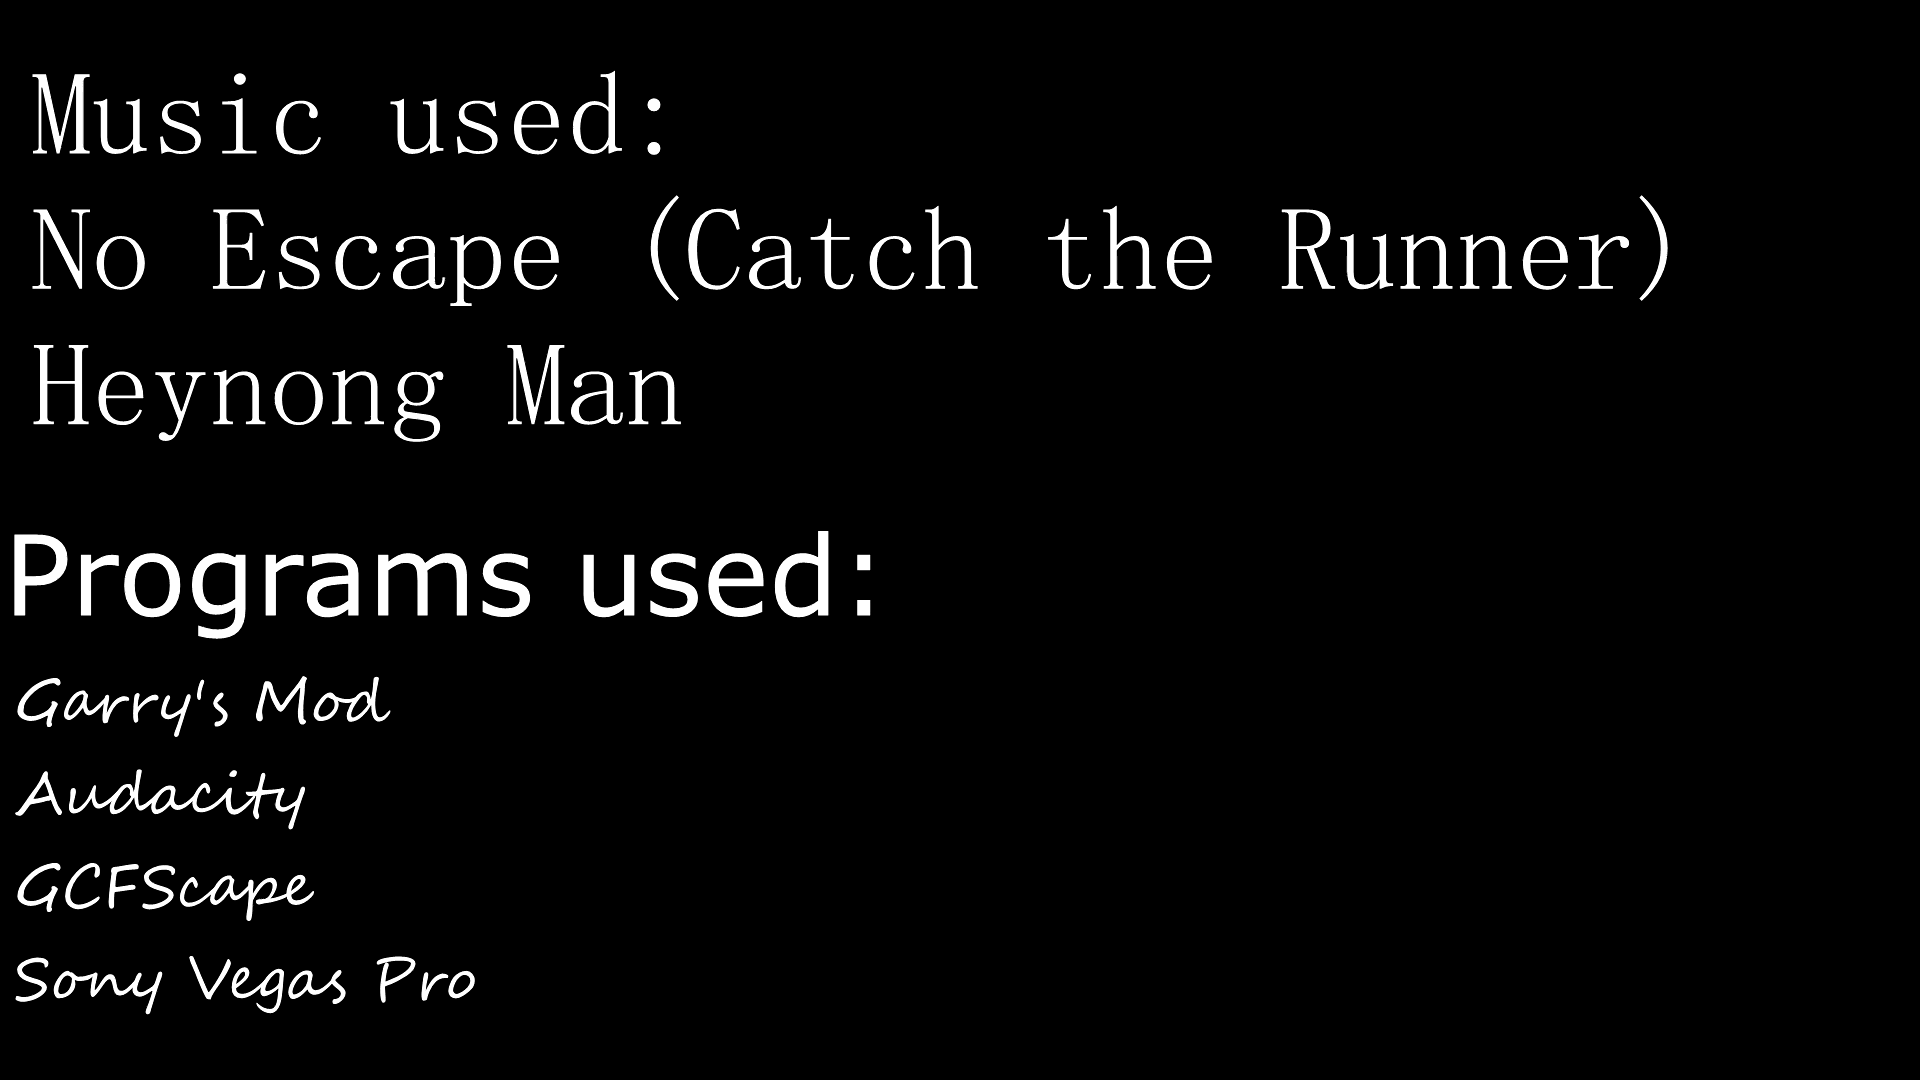 Music used:
No Escape (Catch the Runner)
Heynong Man
Programs used:
Garry's Mod
Audacity
GCFScape
Sony Vegas Pro